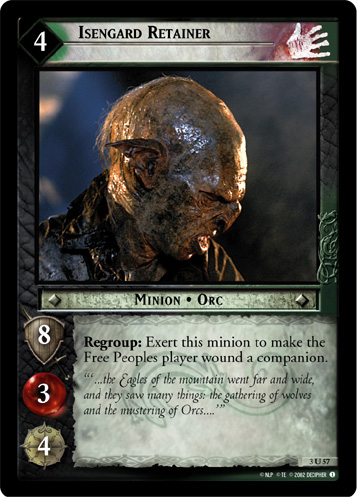 4
Isengard Retainer
Minion • Orc
8
Regroup: Exert this minion to make the
Free Peoples player wound a companion.
3
"‘...the Eagles of the mountain went far and wide,
and they saw many things: the gathering of wolves
and the mustering of Orcs....’"
4
3 U 57
© NLP ©TE © 2002 DECIPHER